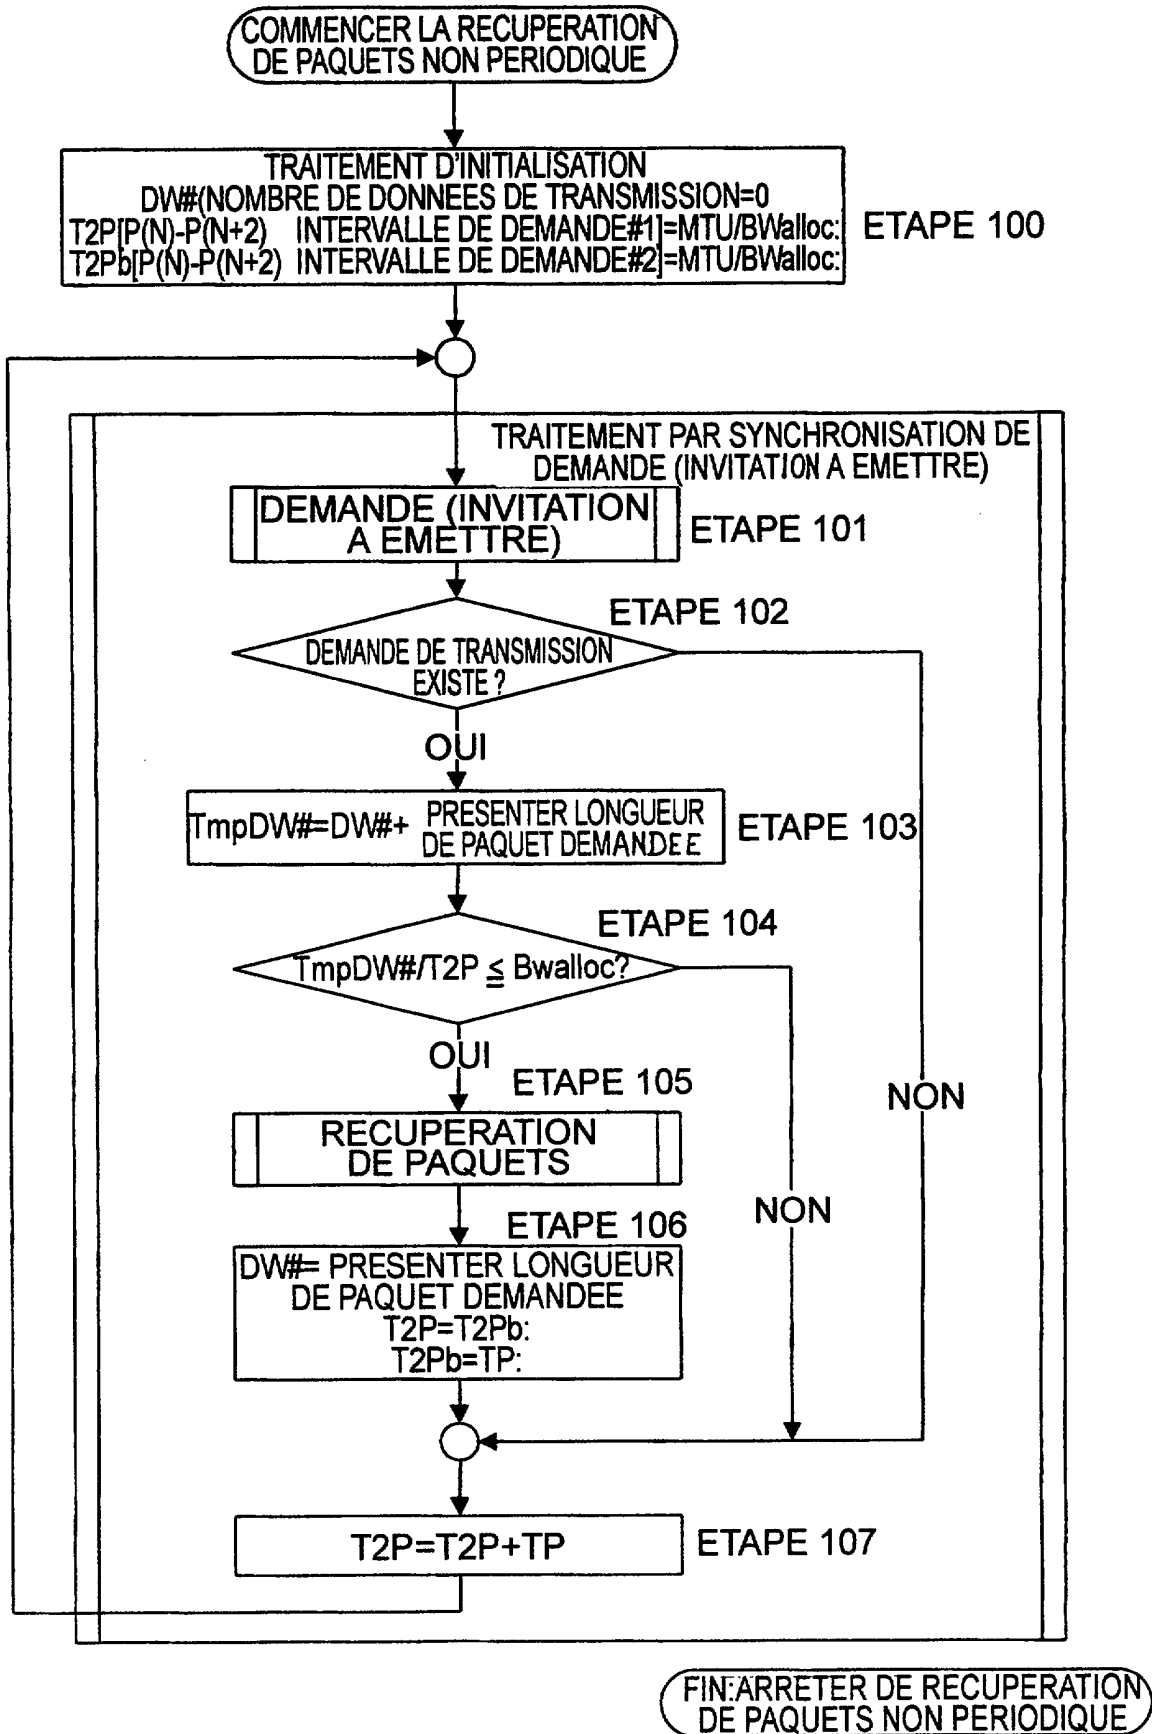 COMMENCER LA RECUPERATION
DE PAQUETS NON PERIODIQUE
TRAITEMENT D'INITIALISATION
DW#(NOMBRE DE DONNEES DE TRANSMISSION=0
T2P[P(N)-P(N+2) INTERVALLE DE DEMANDE#1]=MTU/BWalloc:
T2Pb[P(N)-P(N+2) INTERVALLE DE DEMANDE#2]=MTU/BWalloc:
ETAPE 100
TRAITEMENT PAR SYNCHRONISATION DE
DEMANDE (INVITATION A EMETTRE)
DEMANDE (INVITATION
A EMETTRE)
ETAPE 101
ETAPE 102
DEMANDE DE TRANSMISSION
EXISTE ?
OUI
TmpDW#=DW#+ PRESENTER LONGUEUR
DE PAQUET DEMANDEE
ETAPE 103
ETAPE 104
TmpDW#/T2P ≤ Bwalloc?
OUI
ETAPE 105
NON
RECUPERATION
DE PAQUETS
NON
ETAPE 106
DW#= PRESENTER LONGUEUR
DE PAQUET DEMANDEE
T2P=T2Pb:
T2Pb=TP:
T2P=T2P+TP
ETAPE 107
FIN:ARRETER DE RECUPERATION
DE PAQUETS NON PERIODIQUE